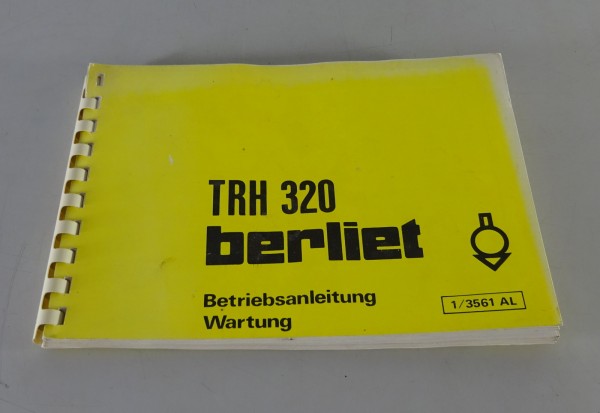 TRH 320
berliet
Betriebsanleitung
Wartung
1/3561 AL